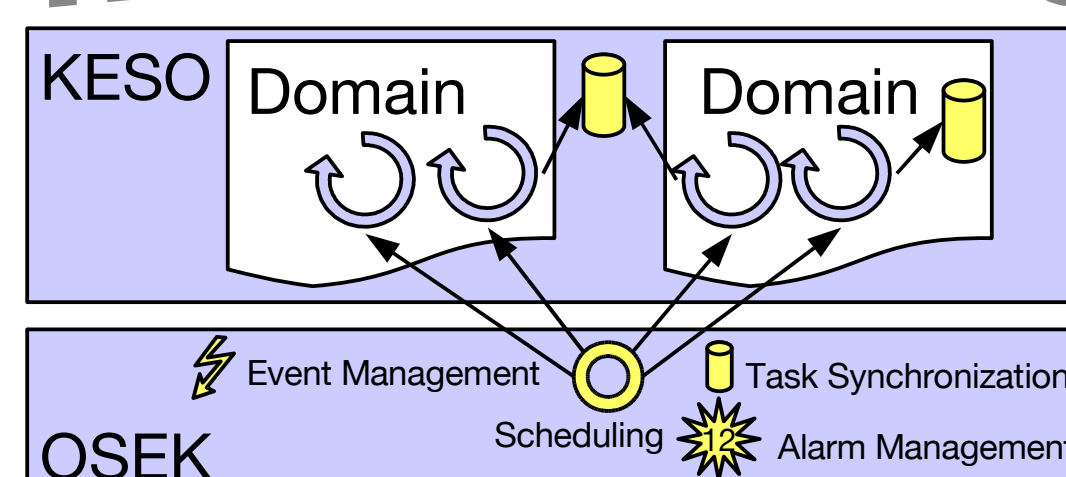 KESO
Domain
Domain
Event Management
Task Synchronization
Scheduling
12
Alarm Management
OSEK